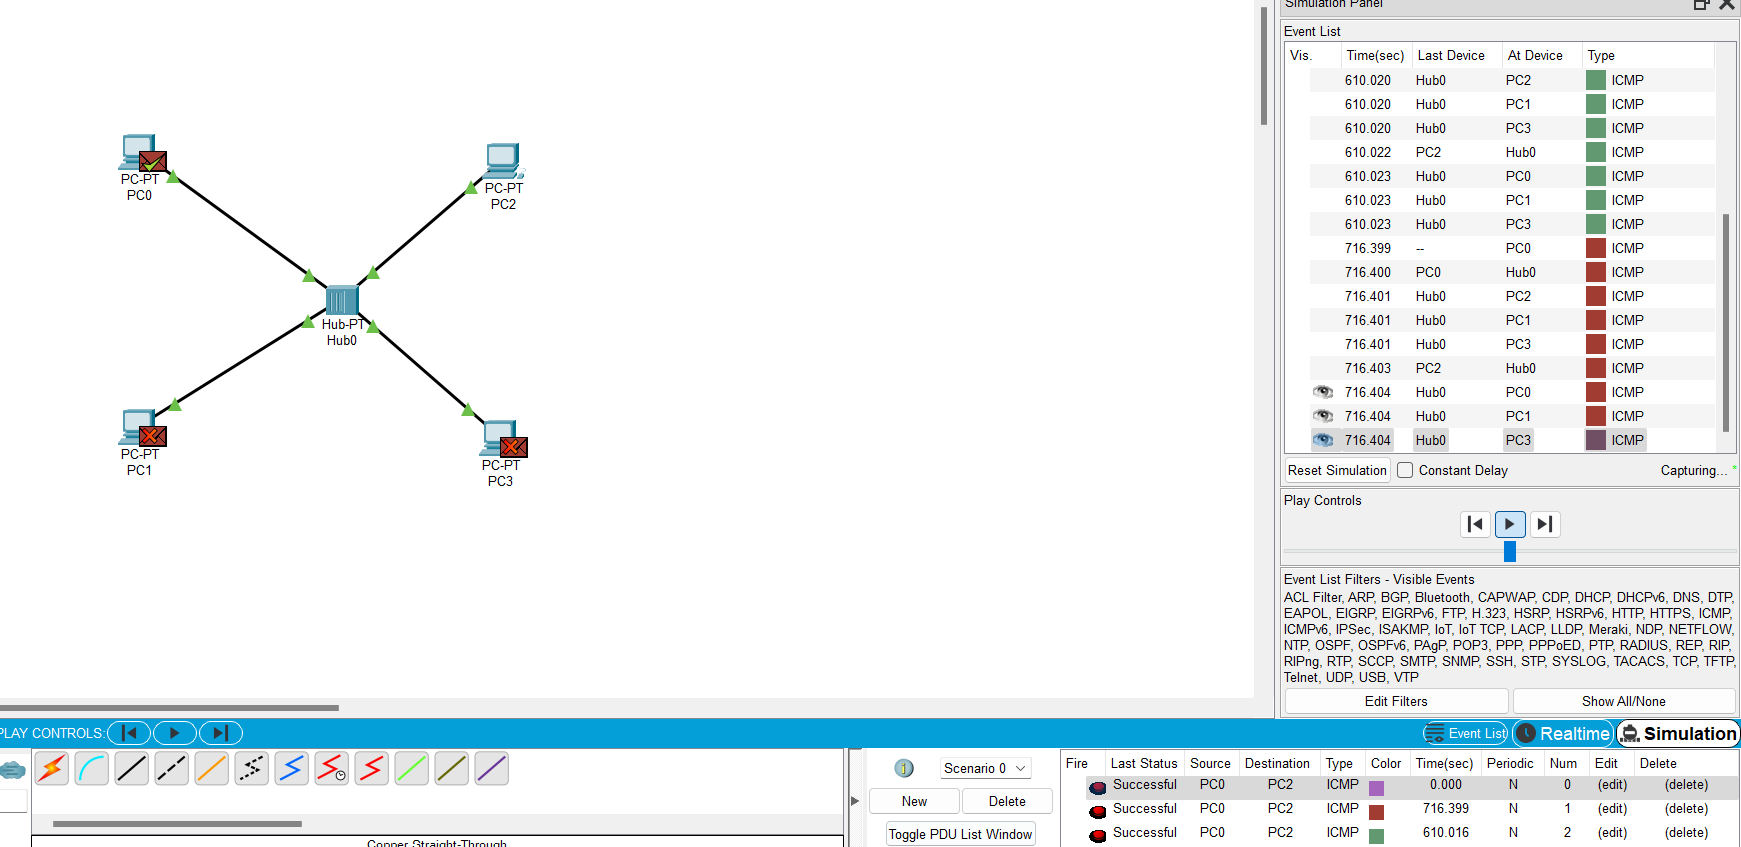 Simulation Panel
Event List
Vis. Time(sec) Last Device At Device Type
610.020 Hub0 PC2 ICMP
610.020 Hub0 PC1 ICMP
610.020 Hub0 PC3 ICMP
610.022 PC2 Hub0 ICMP
610.023 Hub0 PC0 ICMP
610.023 Hub0 PC1 ICMP
610.023 Hub0 PC3 ICMP
716.399 -- PC0 ICMP
716.400 PC0 Hub0 ICMP
716.401 Hub0 PC2 ICMP
716.401 Hub0 PC1 ICMP
716.401 Hub0 PC3 ICMP
716.403 PC2 Hub0 ICMP
716.404 Hub0 PC0 ICMP
716.404 Hub0 PC1 ICMP
716.404 Hub0 PC3 ICMP
Reset Simulation Constant Delay Capturing...
Play Controls
Event List Filters - Visible Events
ACL Filter, ARP, BGP, Bluetooth, CAPWAP, CDP, DHCP, DHCPv6, DNS, DTP,
EAPOL, EIGRP, EIGRPv6, FTP, H.323, HSRP, HSRPv6, HTTP, HTTPS, ICMP,
ICMPv6, IPSec, ISAKMP, IoT, IoT TCP, LACP, LLDP, Meraki, NDP, NETFLOW,
NTP, OSPF, OSPFv6, PAgP, POP3, PPP, PPPoED, PTP, RADIUS, REP, RIP,
RIPng, RTP, SCCP, SMTP, SNMP, SSH, STP, SYSLOG, TACACS, TCP, TFTP,
Telnet, UDP, USB, VTP
Edit Filters Show All/None
PC-PT
PC0
PC-PT
PC2
Hub-PT
Hub0
PC-PT
PC1
PC-PT
PC3
PLAY CONTROLS: Event List Realtime Simulation
Scenario 0
New Delete
Toggle PDU List Window
Fire Last Status Source Destination Type Color Time(sec) Periodic Num Edit Delete
Successful PC0 PC2 ICMP 0.000 N 0 (edit) (delete)
Successful PC0 PC2 ICMP 716.399 N 1 (edit) (delete)
Successful PC0 PC2 ICMP 610.016 N 2 (edit) (delete)
Copper Straight-Through